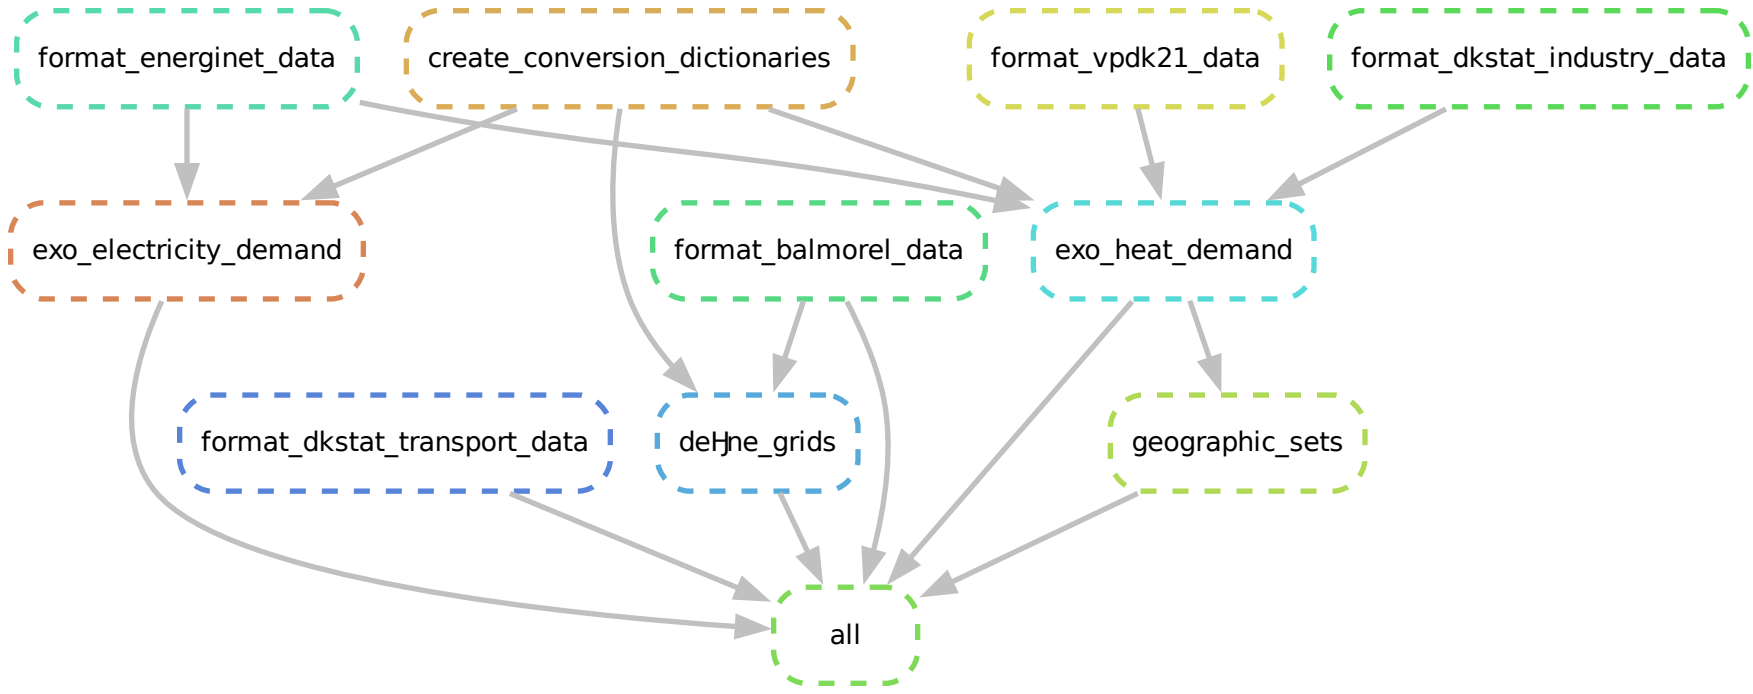 format_energinet_data
create_conversion_dictionaries
format_vpdk21_data
format_dkstat_industry_data
exo_electricity_demand
format_balmorel_data
exo_heat_demand
format_dkstat_transport_data
define_grids
geographic_sets
all